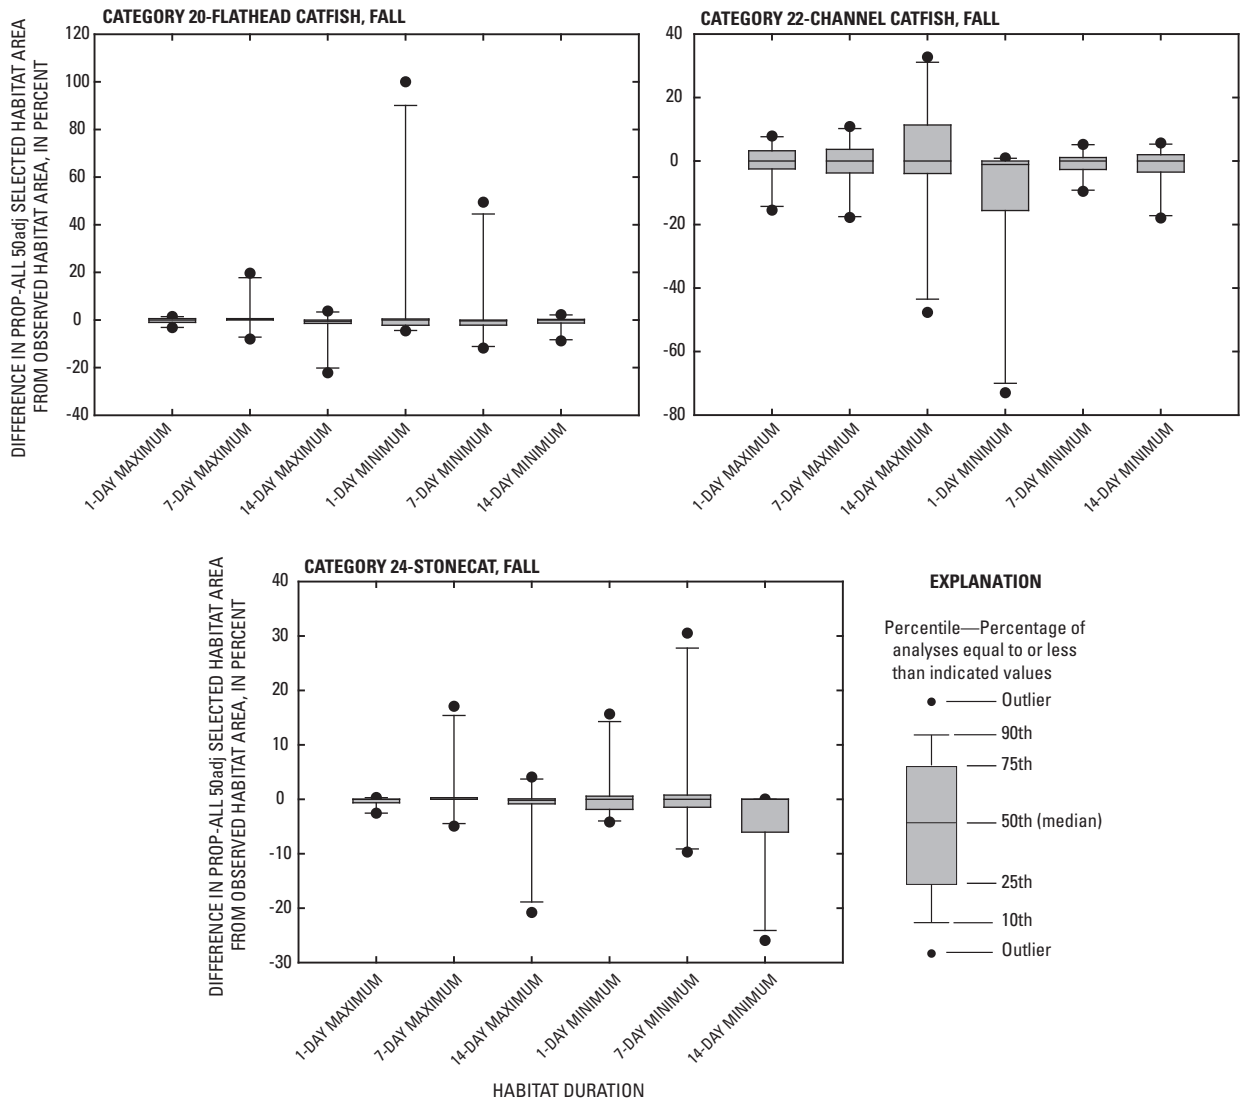 CATEGORY 20-FLATHEAD CATFISH, FALL
DIFFERENCE IN PROP-ALL 50adj SELECTED HABITAT AREA
FROM OBSERVED HABITAT AREA, IN PERCENT
120
100
80
60
40
20
0
-20
-40
1-DAY MAXIMUM
7-DAY MAXIMUM
14-DAY MAXIMUM
1-DAY MINIMUM
7-DAY MINIMUM
14-DAY MINIMUM
CATEGORY 22-CHANNEL CATFISH, FALL
40
20
0
-20
-40
-60
-80
1-DAY MAXIMUM
7-DAY MAXIMUM
14-DAY MAXIMUM
1-DAY MINIMUM
7-DAY MINIMUM
14-DAY MINIMUM
CATEGORY 24-STONECAT, FALL
DIFFERENCE IN PROP-ALL 50adj SELECTED HABITAT AREA
FROM OBSERVED HABITAT AREA, IN PERCENT
40
30
20
10
0
-10
-20
-30
1-DAY MAXIMUM
7-DAY MAXIMUM
14-DAY MAXIMUM
1-DAY MINIMUM
7-DAY MINIMUM
14-DAY MINIMUM
HABITAT DURATION
EXPLANATION
Percentile—Percentage of
analyses equal to or less
than indicated values
Outlier
90th
75th
50th (median)
25th
10th
Outlier